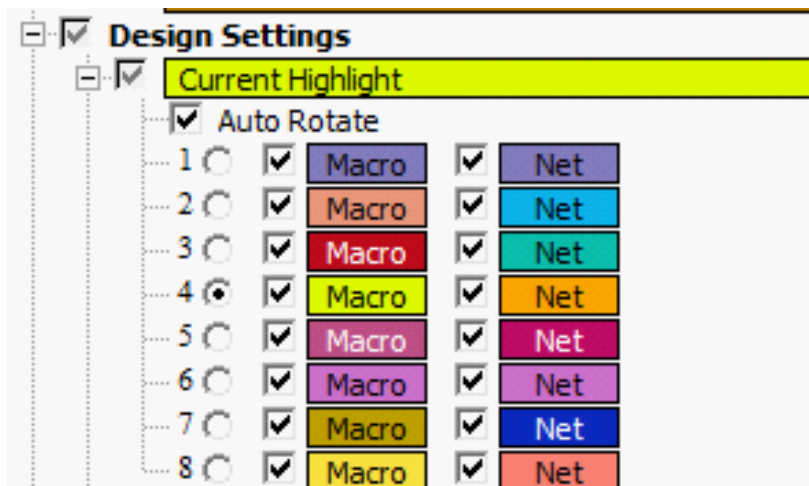 Design Settings
Current Highlight
Auto Rotate
1 Macro Net
2 Macro Net
3 Macro Net
4 Macro Net
5 Macro Net
6 Macro Net
7 Macro Net
8 Macro Net